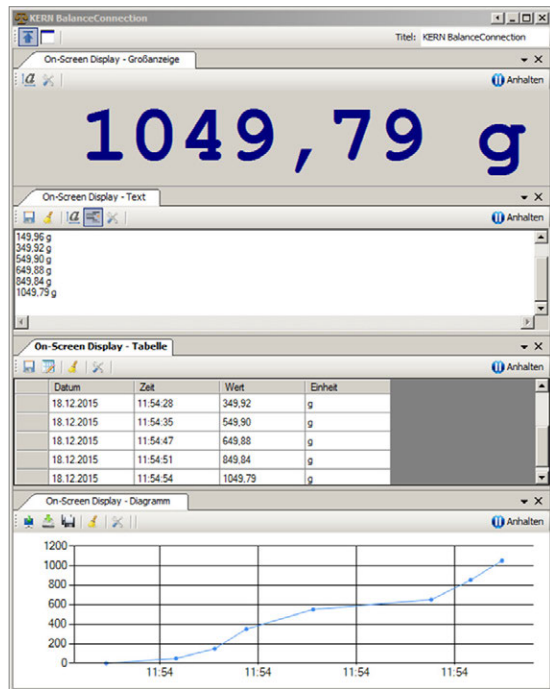 KERN BalanceConnection
Titel: KERN BalanceConnection
On-Screen Display - Großanzeige
a Anhalten
1049,79 g
On-Screen Display - Text
a Anhalten
149,96 g
349,92 g
549,90 g
649,88 g
849,84 g
1049,79 g
On-Screen Display - Tabelle
Anhalten
Datum Zeit Wert Einheit
18.12.2015 11:54:28 349,92 g
18.12.2015 11:54:35 549,90 g
18.12.2015 11:54:47 649,88 g
18.12.2015 11:54:51 849,84 g
18.12.2015 11:54:54 1049,79 g
On-Screen Display - Diagramm
Anhalten
1200
1000
800
600
400
200
0
11:54 11:54 11:54 11:54